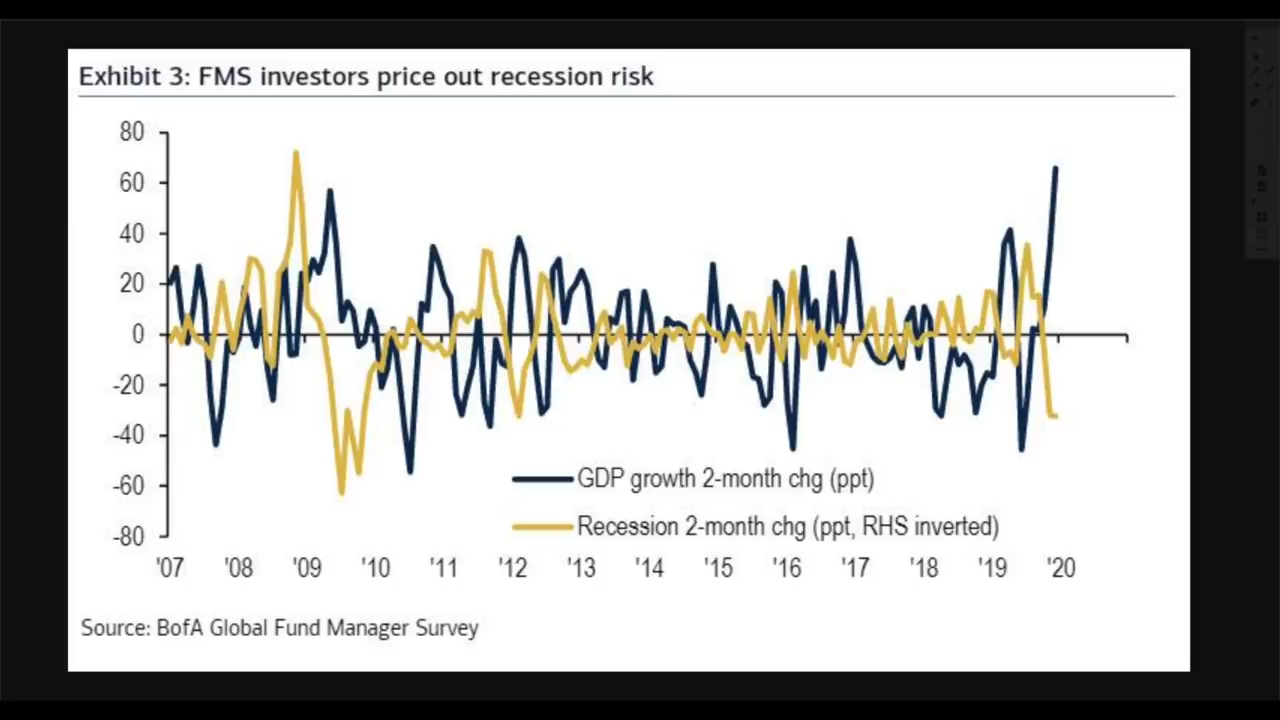 Exhibit 3: FMS investors price out recession risk
80
60
40
20
0
-20
-40
-60
-80
GDP growth 2-month chg (ppt)
Recession 2-month chg (ppt, RHS inverted)
'07 '08 '09 '10 '11 '12 '13 '14 '15 '16 '17 '18 '19 '20
Source: BofA Global Fund Manager Survey